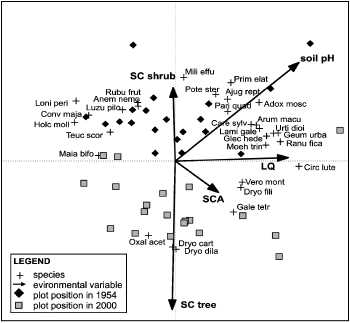 soil pH
SC shrub
Mili effu
Prim elat
Rubu frut
Pote ster
Ajug rept
Loni peri
Anem nemo
Pari quad
Adox mosc
Luzu pilo
Conv maja
Care sylv
Arum macu
Holc moll
Lami gale
Urti dioi
Teuc scor
Glec hede
Geum urba
Moeh trin
Ranu fica
Maia bifo
LQ
Circ lute
Vero mont
SCA
Dryo fili
Gale tetr
Oxal acet
Dryo cart
Dryo dila
LEGEND
species
evironmental variable
plot position in 1954
plot position in 2000
SC tree